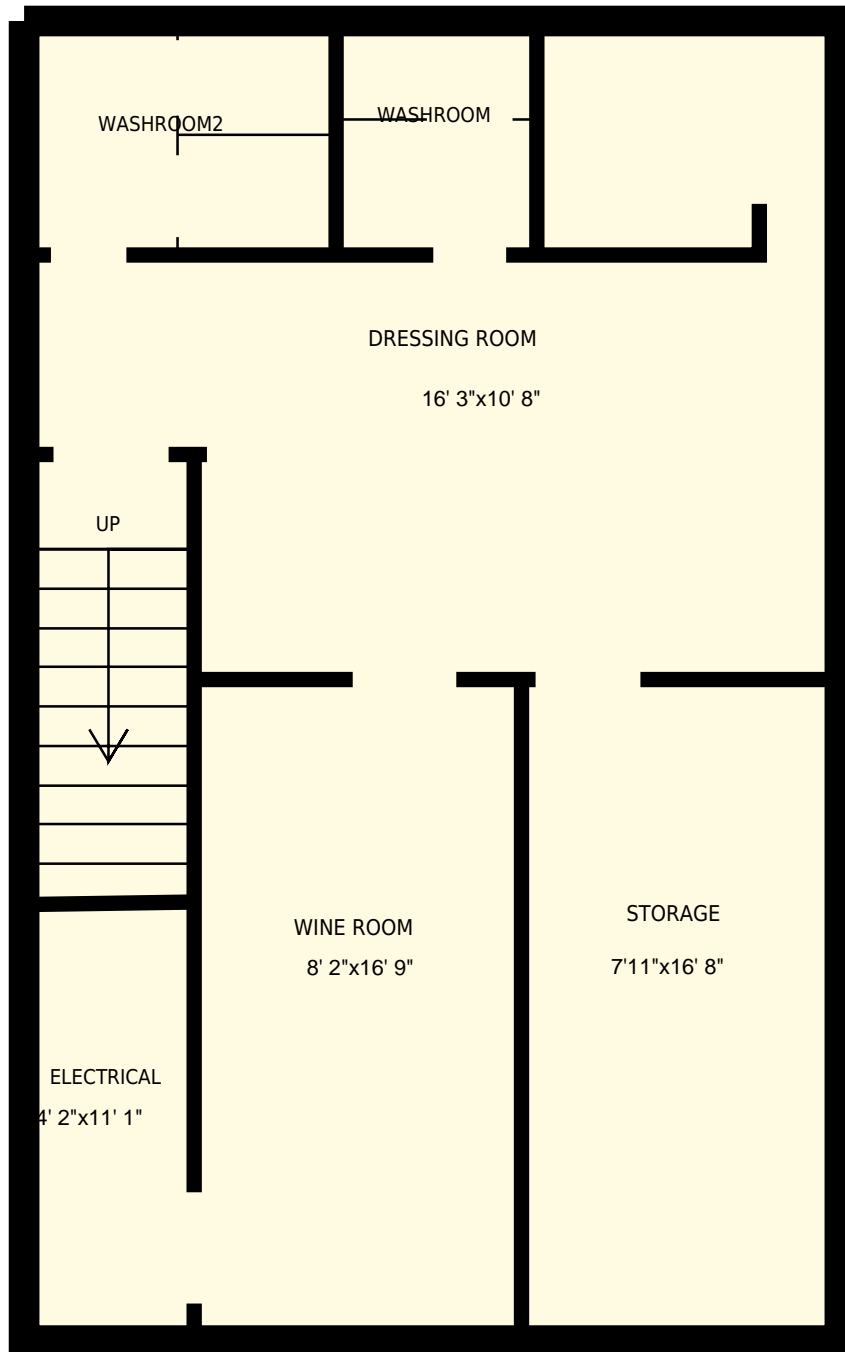 WASHROOM2
WASHROOM
DRESSING ROOM
16' 3"x10' 8"
UP
WINE ROOM
8' 2"x16' 9"
STORAGE
7'11"x16' 8"
ELECTRICAL
4' 2"x11' 1"